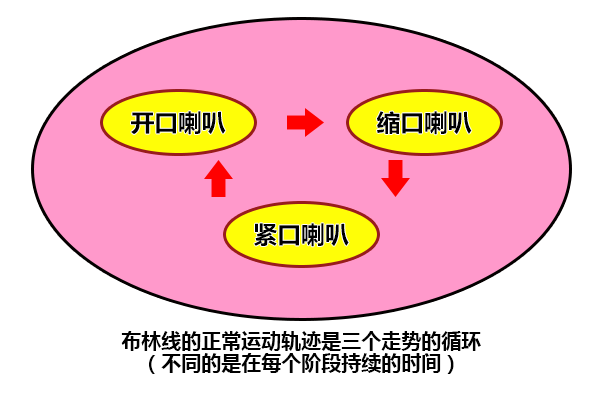 开口喇叭
缩口喇叭
紧口喇叭
布林线的正常运动轨迹是三个走势的循环
（不同的是在每个阶段持续的时间）